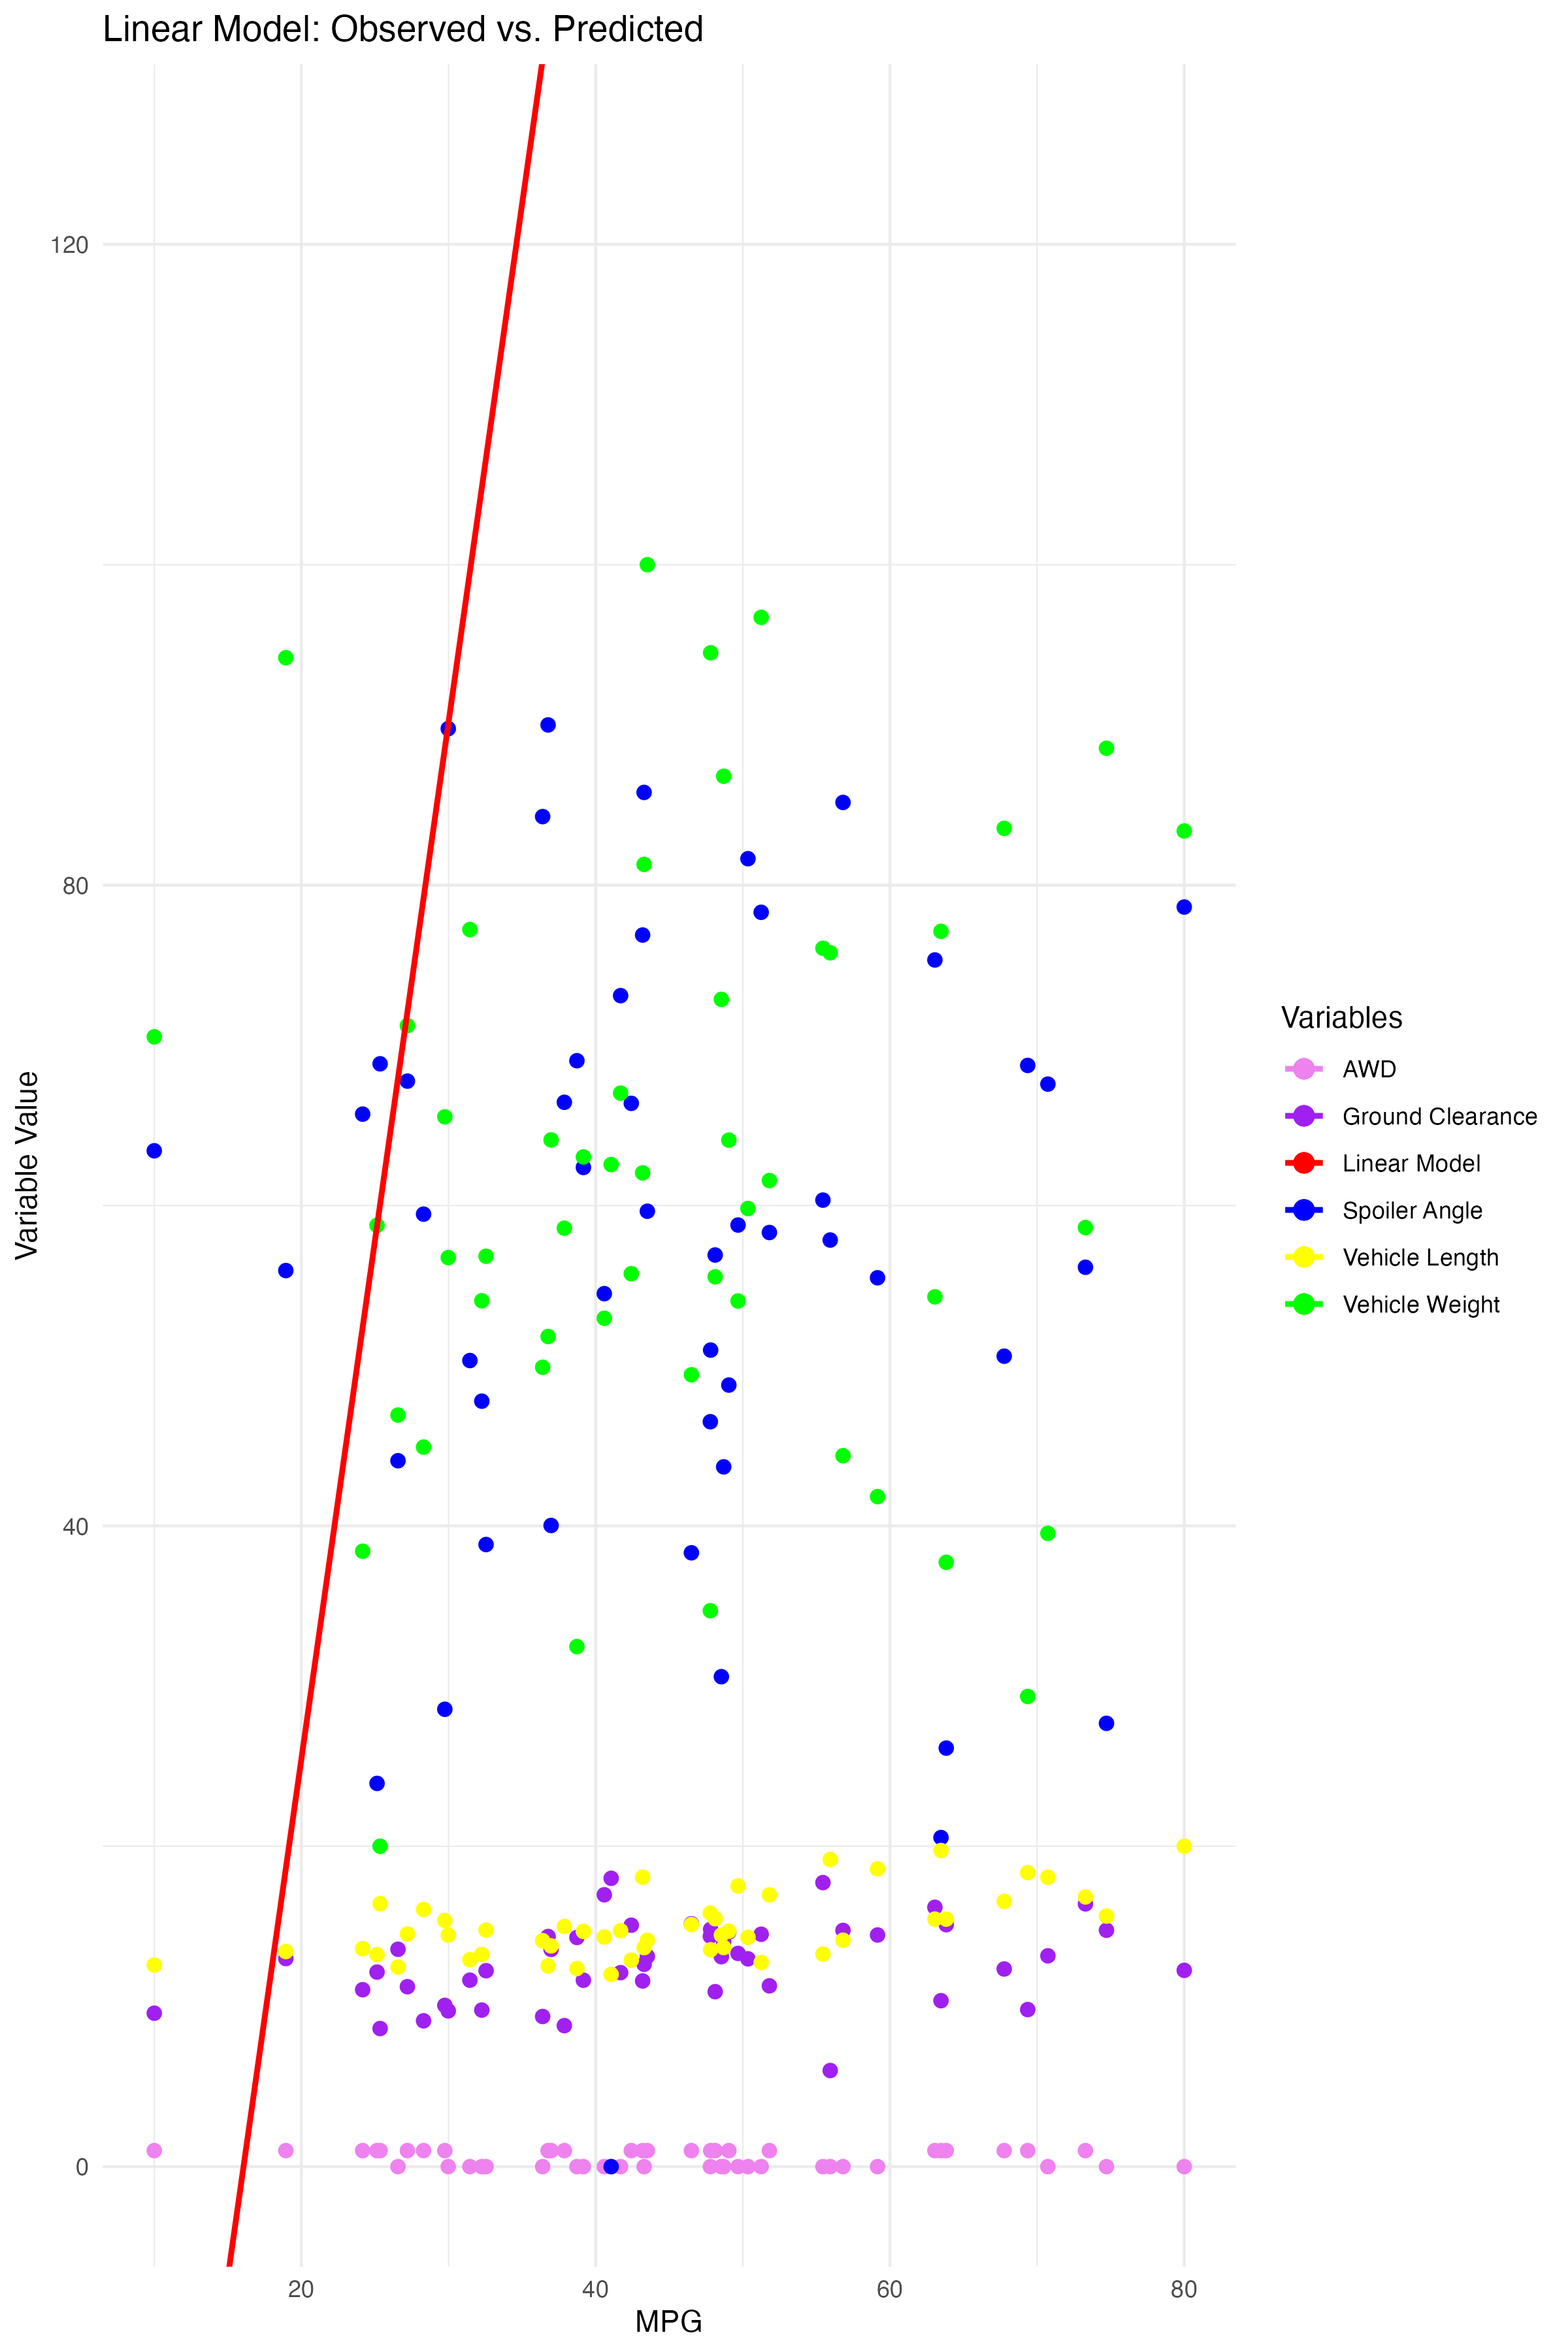 Linear Model: Observed vs. Predicted
120
80
40
0
Variable Value
20 40 60 80
MPG
Variables
AWD
Ground Clearance
Linear Model
Spoiler Angle
Vehicle Length
Vehicle Weight